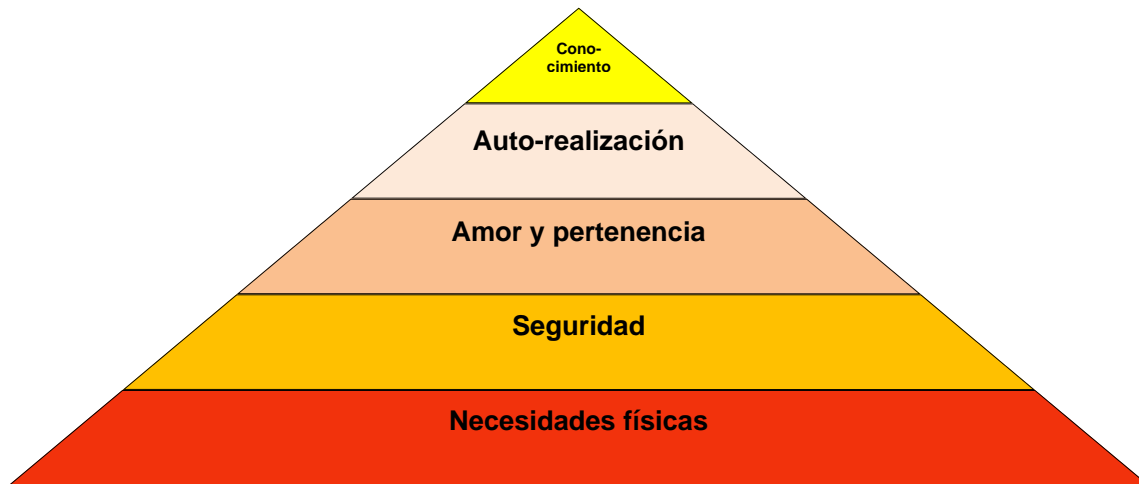 Cono-
cimiento
Auto-realización
Amor y pertenencia
Seguridad
Necesidades físicas